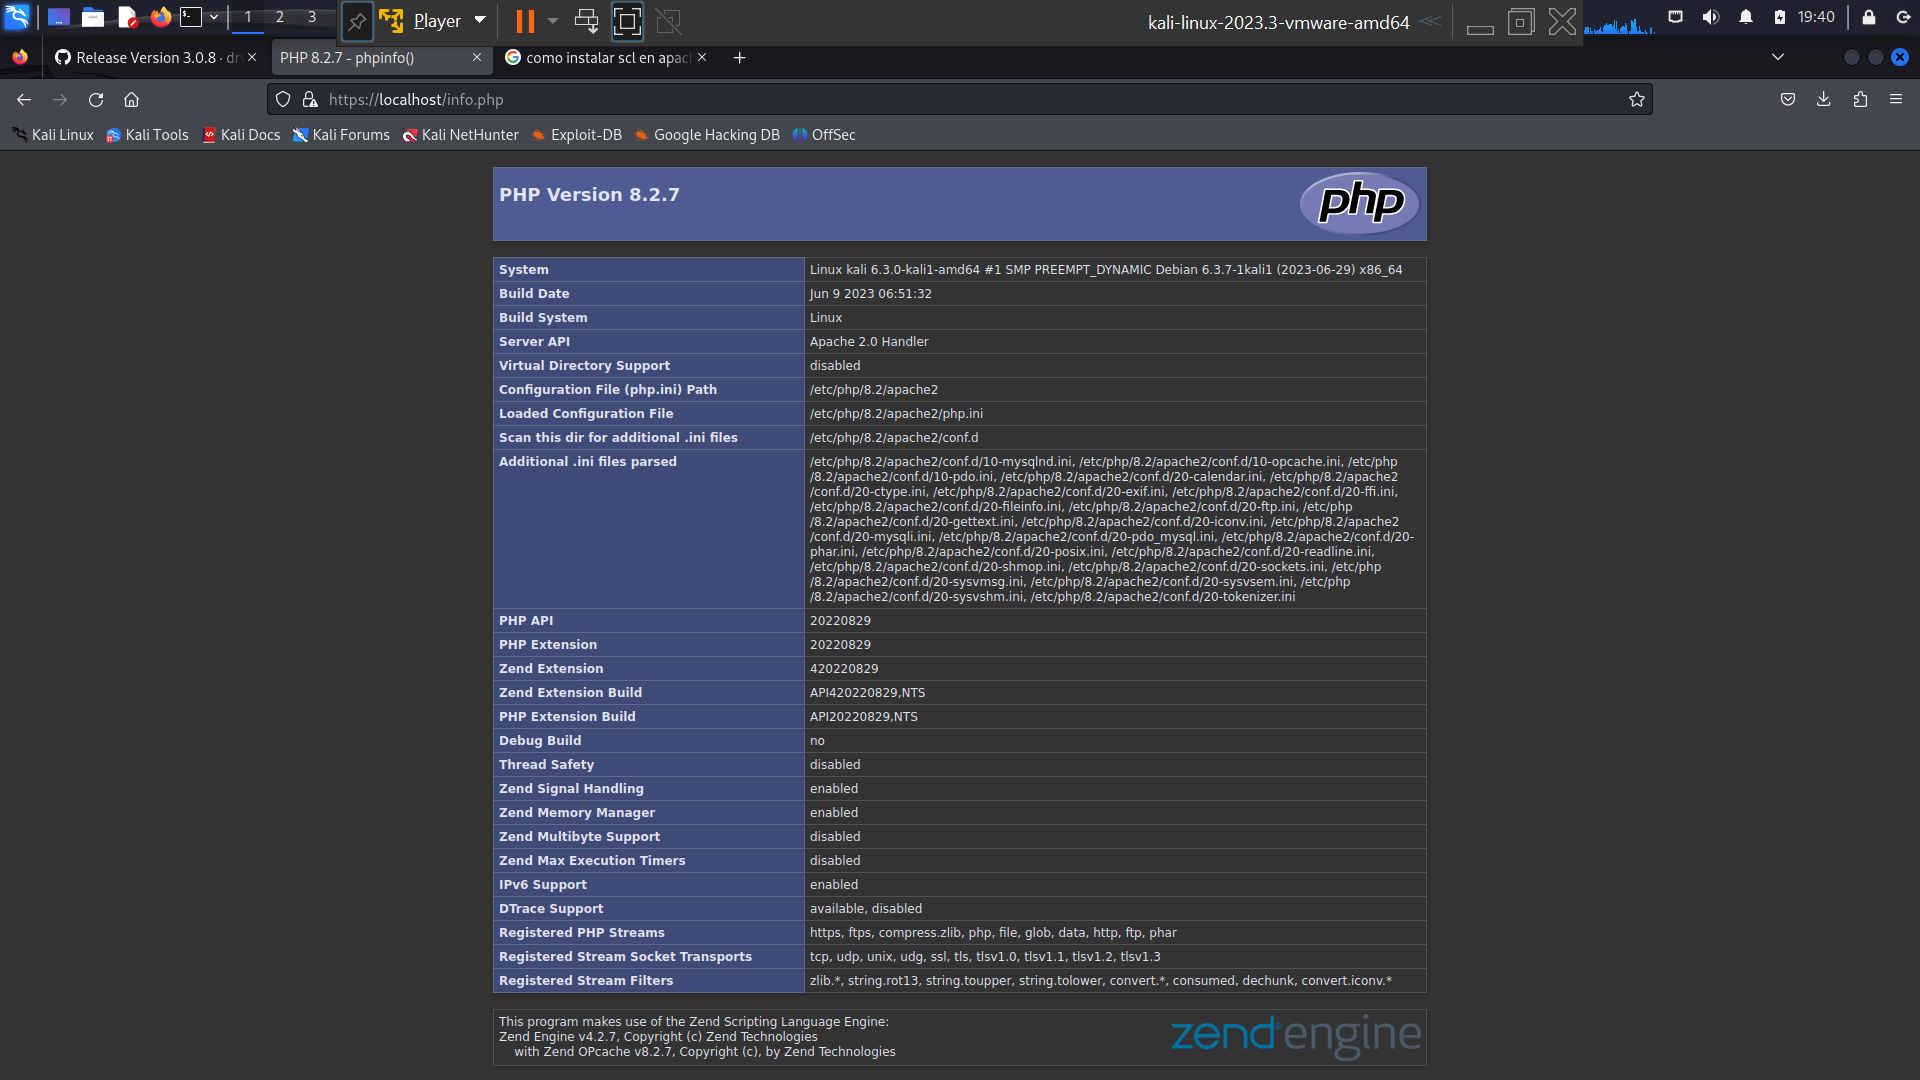 1 2 3
Player
kali-linux-2023.3-vmware-amd64
19:40
Release Version 3.0.8 · dr
PHP 8.2.7 - phpinfo()
como instalar scl en apac
https://localhost/info.php
Kali Linux
Kali Tools
Kali Docs
Kali Forums
Kali NetHunter
Exploit-DB
Google Hacking DB
OffSec
PHP Version 8.2.7
php
System Linux kali 6.3.0-kali1-amd64 #1 SMP PREEMPT_DYNAMIC Debian 6.3.7-1kali1 (2023-06-29) x86_64
Build Date Jun 9 2023 06:51:32
Build System Linux
Server API Apache 2.0 Handler
Virtual Directory Support disabled
Configuration File (php.ini) Path /etc/php/8.2/apache2
Loaded Configuration File /etc/php/8.2/apache2/php.ini
Scan this dir for additional .ini files /etc/php/8.2/apache2/conf.d
Additional .ini files parsed /etc/php/8.2/apache2/conf.d/10-mysqlnd.ini, /etc/php/8.2/apache2/conf.d/10-opcache.ini, /etc/php
/8.2/apache2/conf.d/10-pdo.ini, /etc/php/8.2/apache2/conf.d/20-calendar.ini, /etc/php/8.2/apache2
/conf.d/20-ctype.ini, /etc/php/8.2/apache2/conf.d/20-exif.ini, /etc/php/8.2/apache2/conf.d/20-ffi.ini,
/etc/php/8.2/apache2/conf.d/20-fileinfo.ini, /etc/php/8.2/apache2/conf.d/20-ftp.ini, /etc/php
/8.2/apache2/conf.d/20-gettext.ini, /etc/php/8.2/apache2/conf.d/20-iconv.ini, /etc/php/8.2/apache2
/conf.d/20-mysqli.ini, /etc/php/8.2/apache2/conf.d/20-pdo_mysql.ini, /etc/php/8.2/apache2/conf.d/20-
phar.ini, /etc/php/8.2/apache2/conf.d/20-posix.ini, /etc/php/8.2/apache2/conf.d/20-readline.ini,
/etc/php/8.2/apache2/conf.d/20-shmop.ini, /etc/php/8.2/apache2/conf.d/20-sockets.ini, /etc/php
/8.2/apache2/conf.d/20-sysvmsg.ini, /etc/php/8.2/apache2/conf.d/20-sysvsem.ini, /etc/php
/8.2/apache2/conf.d/20-sysvshm.ini, /etc/php/8.2/apache2/conf.d/20-tokenizer.ini
PHP API 20220829
PHP Extension 20220829
Zend Extension 420220829
Zend Extension Build API420220829,NTS
PHP Extension Build API20220829,NTS
Debug Build no
Thread Safety disabled
Zend Signal Handling enabled
Zend Memory Manager enabled
Zend Multibyte Support disabled
Zend Max Execution Timers disabled
IPv6 Support enabled
DTrace Support available, disabled
Registered PHP Streams https, ftps, compress.zlib, php, file, glob, data, http, ftp, phar
Registered Stream Socket Transports tcp, udp, unix, udg, ssl, tls, tlsv1.0, tlsv1.1, tlsv1.2, tlsv1.3
Registered Stream Filters zlib.*, string.rot13, string.toupper, string.tolower, convert.*, consumed, dechunk, convert.iconv.*
This program makes use of the Zend Scripting Language Engine:
Zend Engine v4.2.7, Copyright (c) Zend Technologies
with Zend OPcache v8.2.7, Copyright (c), by Zend Technologies
zend engine